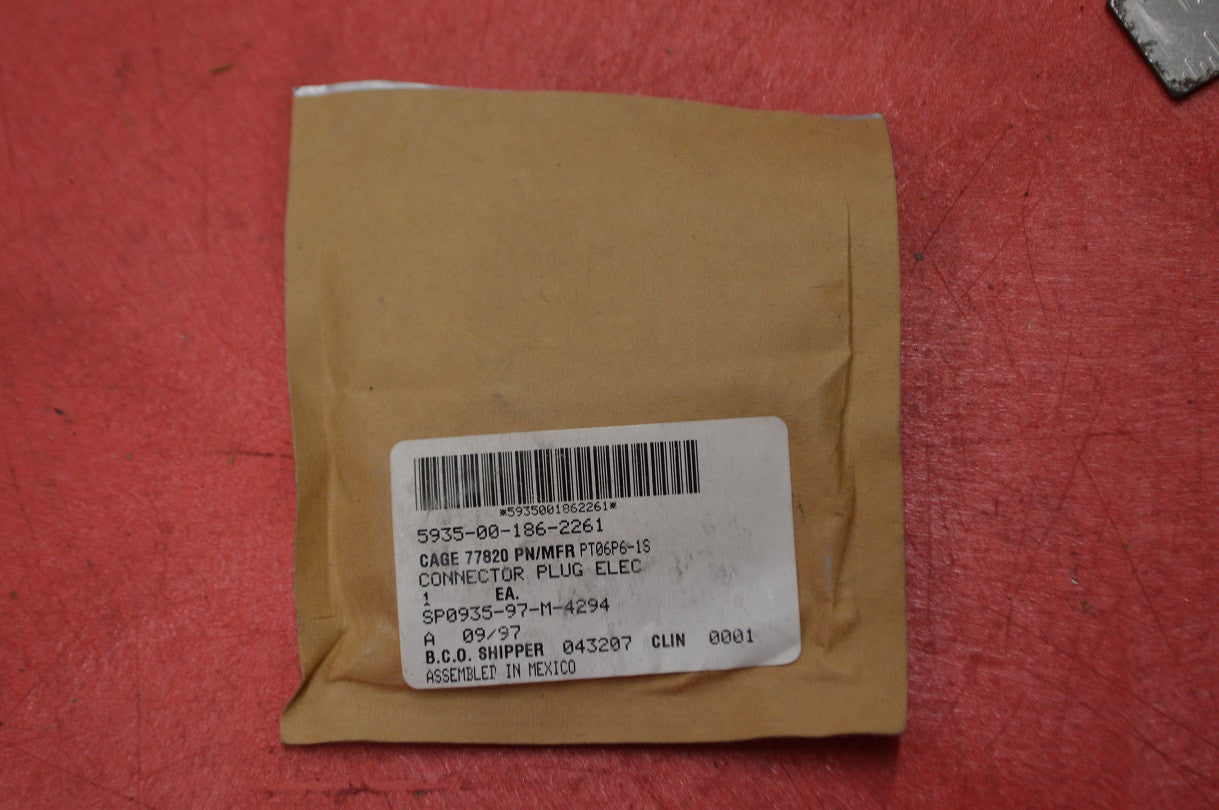 *5935001862261*
5935-00-186-2261
CAGE 77820 PN/MFR PT06P6-1S
CONNECTOR PLUG ELEC
1 EA.
SP0935-97-M-4294
A 09/97
B.C.O. SHIPPER 043207 CLIN 0001
ASSEMBLED IN MEXICO